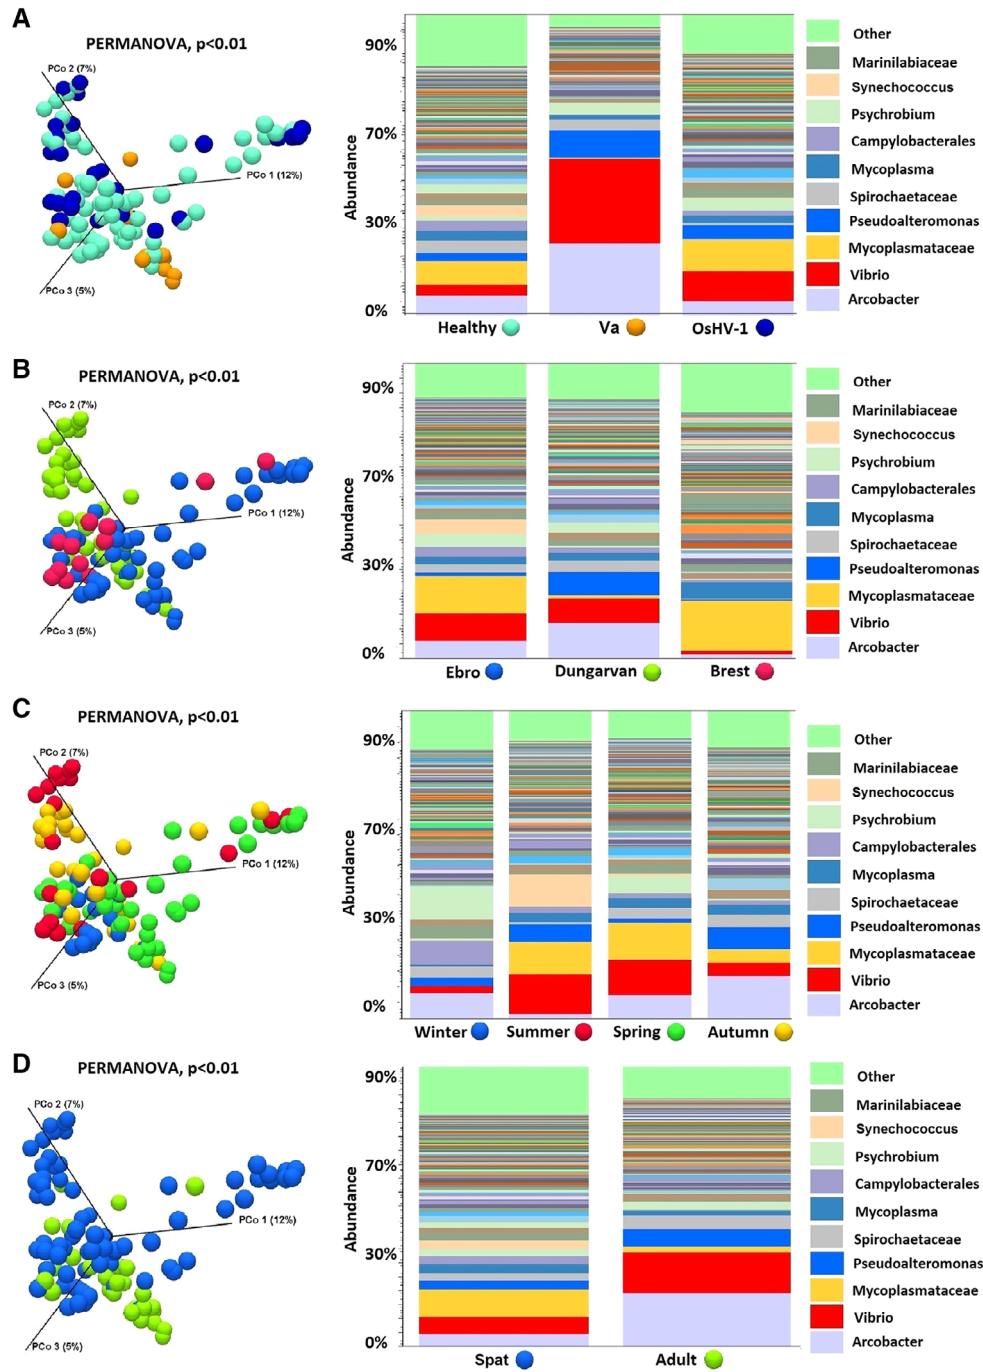 A
PERMANOVA, p<0.01
PCo 2 (7%)
PCo 1 (12%)
PCo 3 (5%)
Abundance
90%
70%
30%
0%
Healthy
Va
OsHV-1
Other
Marinilabiaceae
Synechococcus
Psychrobium
Campylobacterales
Mycoplasma
Spirochaetaceae
Pseudoalteromonas
Mycoplasmataceae
Vibrio
Arcobacter
B
PERMANOVA, p<0.01
PCo 2 (7%)
PCo 1 (12%)
PCo 3 (5%)
Abundance
90%
70%
30%
0%
Ebro
Dungarvan
Brest
Other
Marinilabiaceae
Synechococcus
Psychrobium
Campylobacterales
Mycoplasma
Spirochaetaceae
Pseudoalteromonas
Mycoplasmataceae
Vibrio
Arcobacter
C
PERMANOVA, p<0.01
PCo 2 (7%)
PCo 1 (12%)
PCo 3 (5%)
Abundance
90%
70%
30%
0%
Winter
Summer
Spring
Autumn
Other
Marinilabiaceae
Synechococcus
Psychrobium
Campylobacterales
Mycoplasma
Spirochaetaceae
Pseudoalteromonas
Mycoplasmataceae
Vibrio
Arcobacter
D
PERMANOVA, p<0.01
PCo 2 (7%)
PCo 1 (12%)
PCo 3 (5%)
Abundance
90%
70%
30%
0%
Spat
Adult
Other
Marinilabiaceae
Synechococcus
Psychrobium
Campylobacterales
Mycoplasma
Spirochaetaceae
Pseudoalteromonas
Mycoplasmataceae
Vibrio
Arcobacter